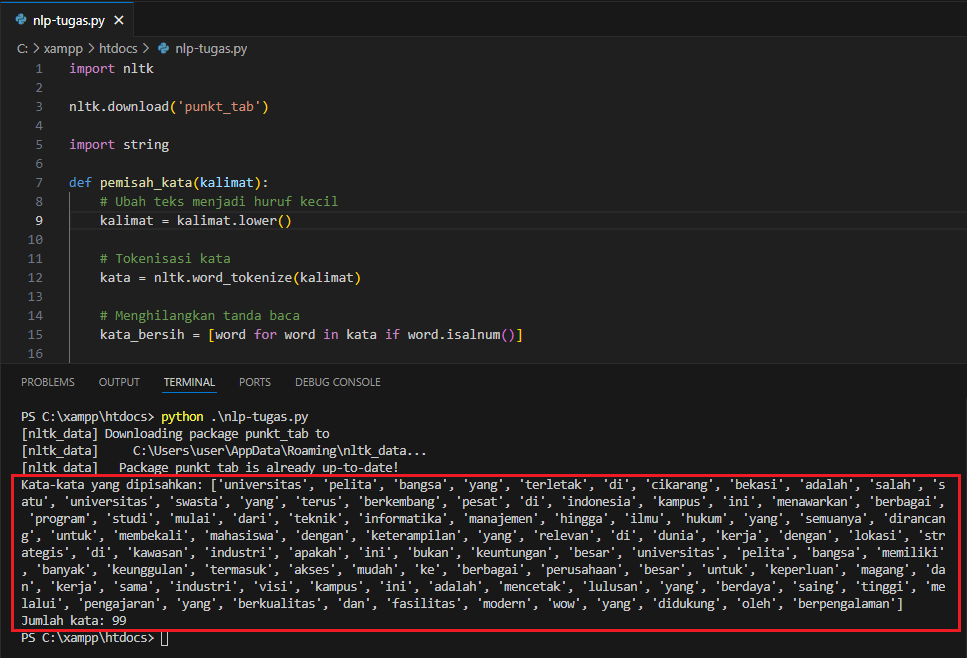 nlp-tugas.py
C: > xampp > htdocs > nlp-tugas.py
1 import nltk
2
3 nltk.download('punkt_tab')
4
5 import string
6
7 def pemisah_kata(kalimat):
8 # Ubah teks menjadi huruf kecil
9 kalimat = kalimat.lower()
10
11 # Tokenisasi kata
12 kata = nltk.word_tokenize(kalimat)
13
14 # Menghilangkan tanda baca
15 kata_bersih = [word for word in kata if word.isalnum()]
16
PROBLEMS OUTPUT TERMINAL PORTS DEBUG CONSOLE
PS C:\xampp\htdocs> python .\nlp-tugas.py
[nltk_data] Downloading package punkt_tab to
[nltk_data]     C:\Users\user\AppData\Roaming\nltk_data...
[nltk_data]   Package punkt_tab is already up-to-date!
Kata-kata yang dipisahkan: ['universitas', 'pelita', 'bangsa', 'yang', 'terletak', 'di', 'cikarang', 'bekasi', 'adalah', 'salah', 's
atu', 'universitas', 'swasta', 'yang', 'terus', 'berkembang', 'pesat', 'di', 'indonesia', 'kampus', 'ini', 'menawarkan', 'berbagai',
'program', 'studi', 'mulai', 'dari', 'teknik', 'informatika', 'manajemen', 'hingga', 'ilmu', 'hukum', 'yang', 'semuanya', 'dirancan
g', 'untuk', 'membekali', 'mahasiswa', 'dengan', 'keterampilan', 'yang', 'relevan', 'di', 'dunia', 'kerja', 'dengan', 'lokasi', 'str
ategis', 'di', 'kawasan', 'industri', 'apakah', 'ini', 'bukan', 'keuntungan', 'besar', 'universitas', 'pelita', 'bangsa', 'memiliki'
, 'banyak', 'keunggulan', 'termasuk', 'akses', 'mudah', 'ke', 'berbagai', 'perusahaan', 'besar', 'untuk', 'keperluan', 'magang', 'da
n', 'kerja', 'sama', 'industri', 'visi', 'kampus', 'ini', 'adalah', 'mencetak', 'lulusan', 'yang', 'berdaya', 'saing', 'tinggi', 'me
lalui', 'pengajaran', 'yang', 'berkualitas', 'dan', 'fasilitas', 'modern', 'wow', 'yang', 'didukung', 'oleh', 'berpengalaman']
Jumlah kata: 99
PS C:\xampp\htdocs>